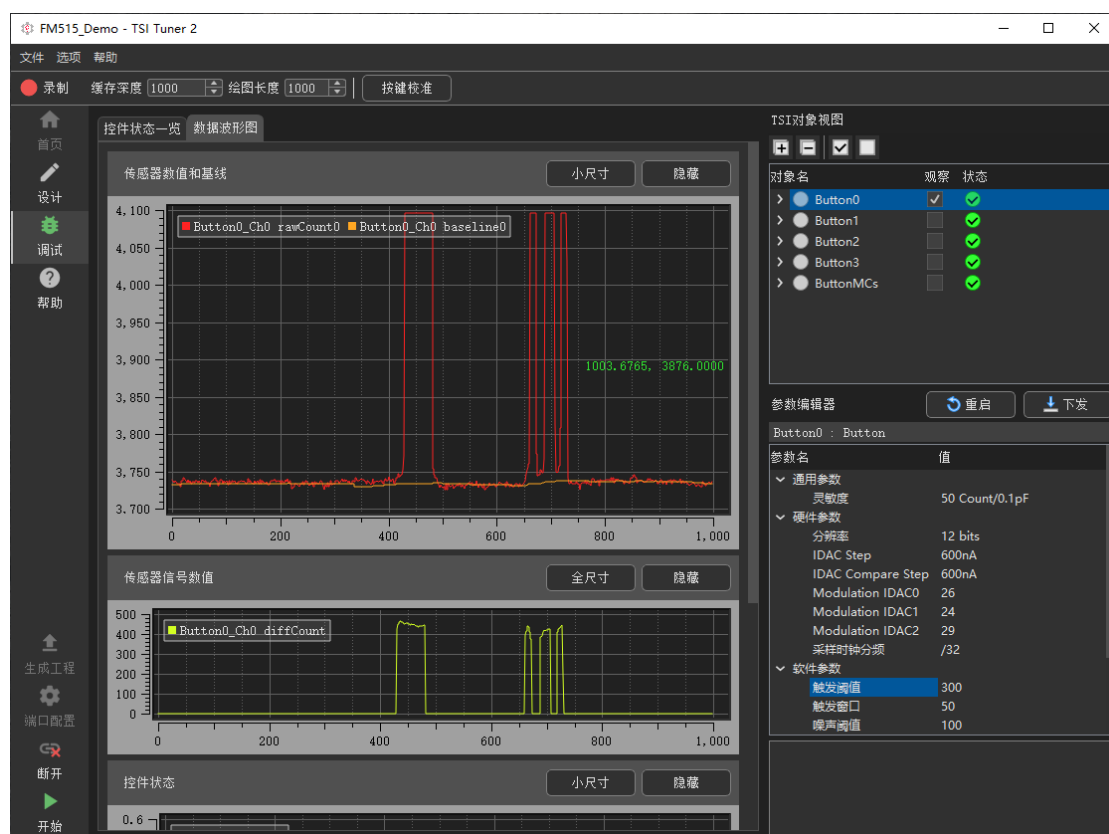 FM515_Demo - TSI Tuner 2
文件 选项 帮助
录制 缓存深度 1000 绘图长度 1000 按键校准
首页
设计
调试
帮助
生成工程
端口配置
断开
开始
控件状态一览 数据波形图
传感器数值和基线 小尺寸 隐藏
Button0_Ch0 rawCount0 Button0_Ch0 baseline0
4,100
4,050
4,000
3,950
3,900
3,850
3,800
3,750
3,700
1003.6765, 3876.0000
0 200 400 600 800 1,000
传感器信号数值 全尺寸 隐藏
Button0_Ch0 diffCount
500
400
300
200
100
0
0 200 400 600 800 1,000
控件状态 小尺寸 隐藏
0.6
TSI对象视图
对象名 观察 状态
Button0
Button1
Button2
Button3
ButtonMCs
参数编辑器 重启 下发
Button0 : Button
参数名 值
通用参数
灵敏度 50 Count/0.1pF
硬件参数
分辨率 12 bits
IDAC Step 600nA
IDAC Compare Step 600nA
Modulation IDAC0 26
Modulation IDAC1 24
Modulation IDAC2 29
采样时钟分频 /32
软件参数
触发阈值 300
触发窗口 50
噪声阈值 100